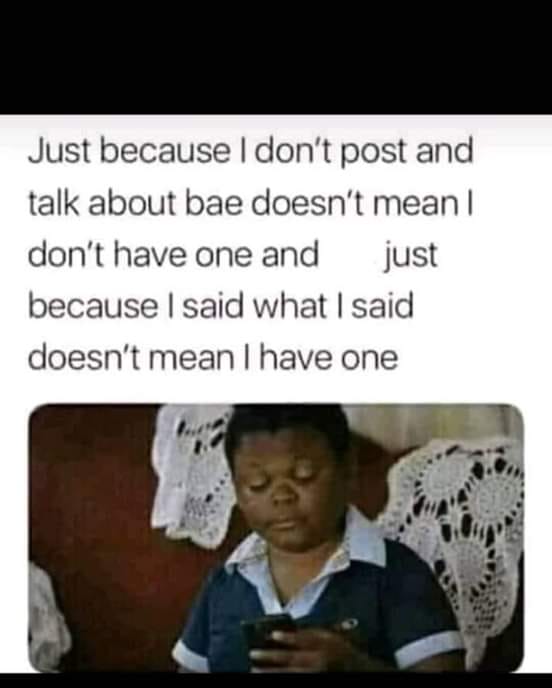 Just because I don't post and
talk about bae doesn't mean I
don't have one and just
because I said what I said
doesn't mean I have one